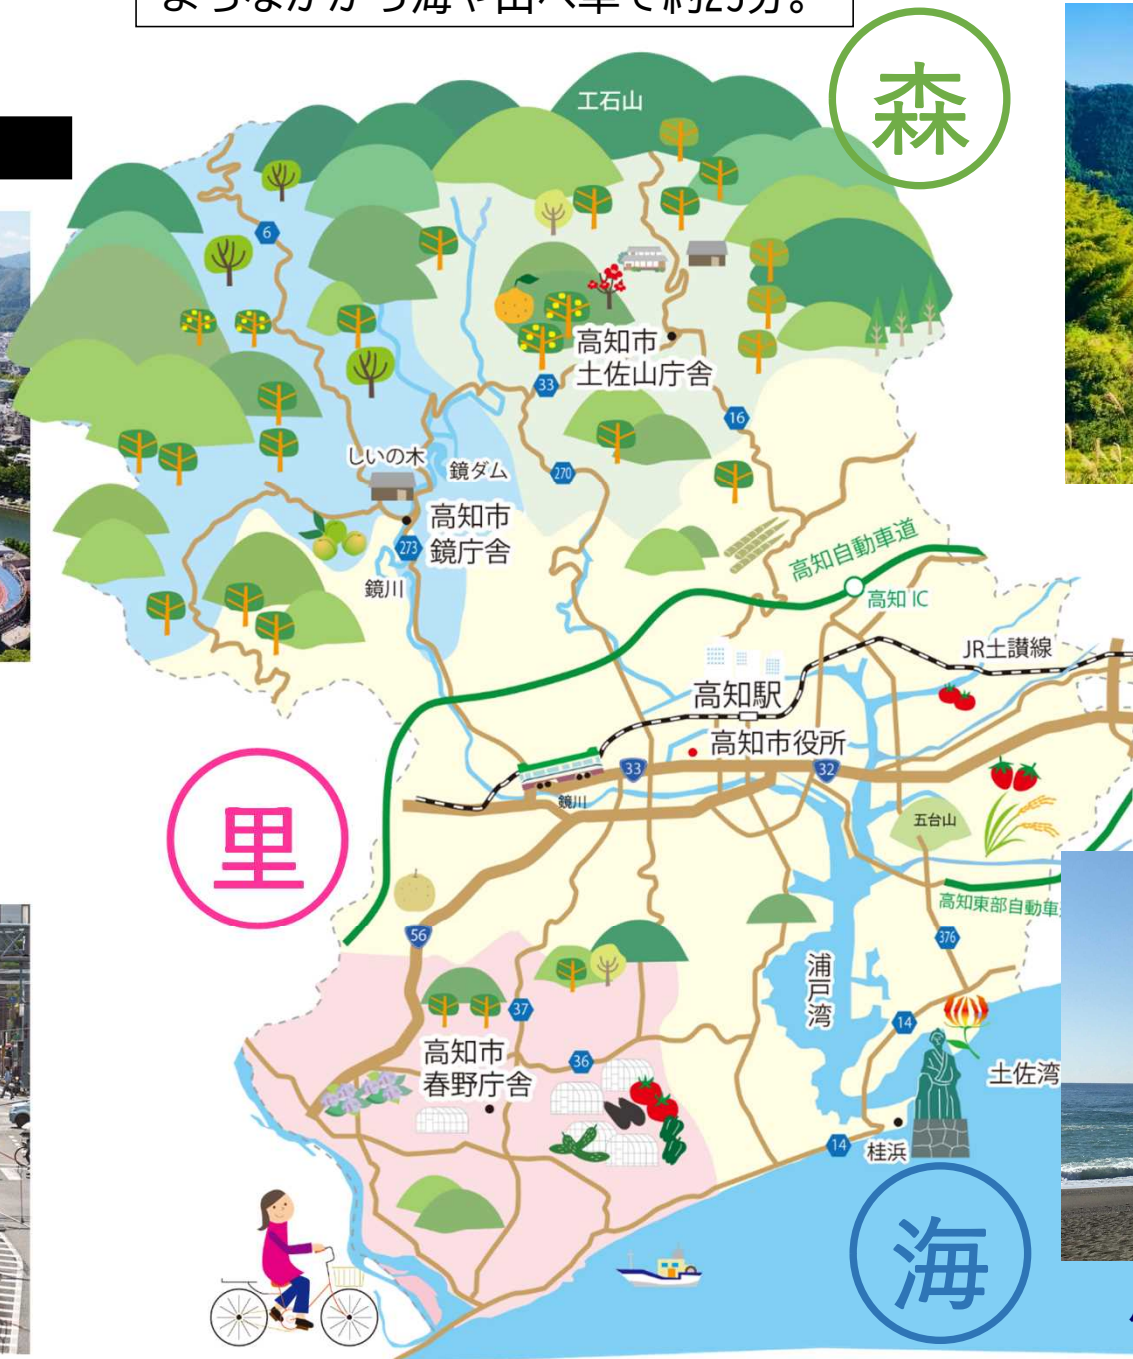 まちなかから海や山へ車で約25分。
森
工石山
6
高知市
土佐山庁舎
33
16
しいの木
鏡ダム
270
高知市
鏡庁舎
273
鏡川
高知自動車道
高知 IC
JR土讃線
高知駅
高知市役所
33
32
鏡川
里
五台山
高知東部自動車
56
376
浦戸湾
37
14
高知市
春野庁舎
36
土佐湾
14
桂浜
海